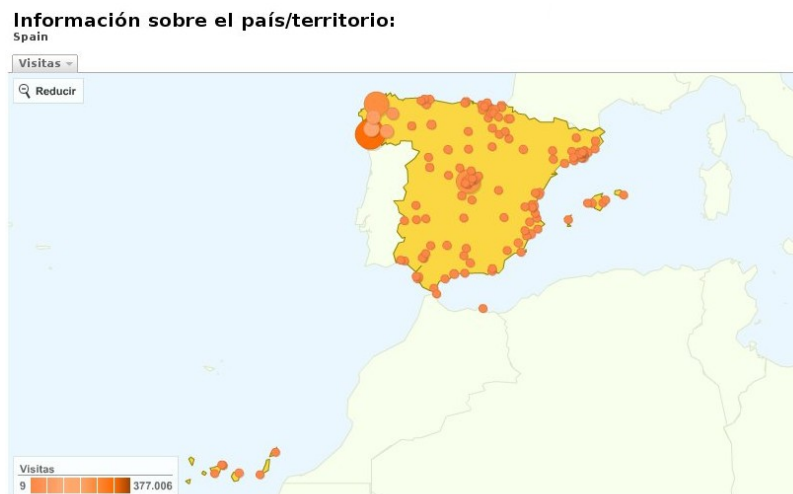 Información sobre el país/territorio:
Spain
Visitas
Reducir
Visitas
9 377.006